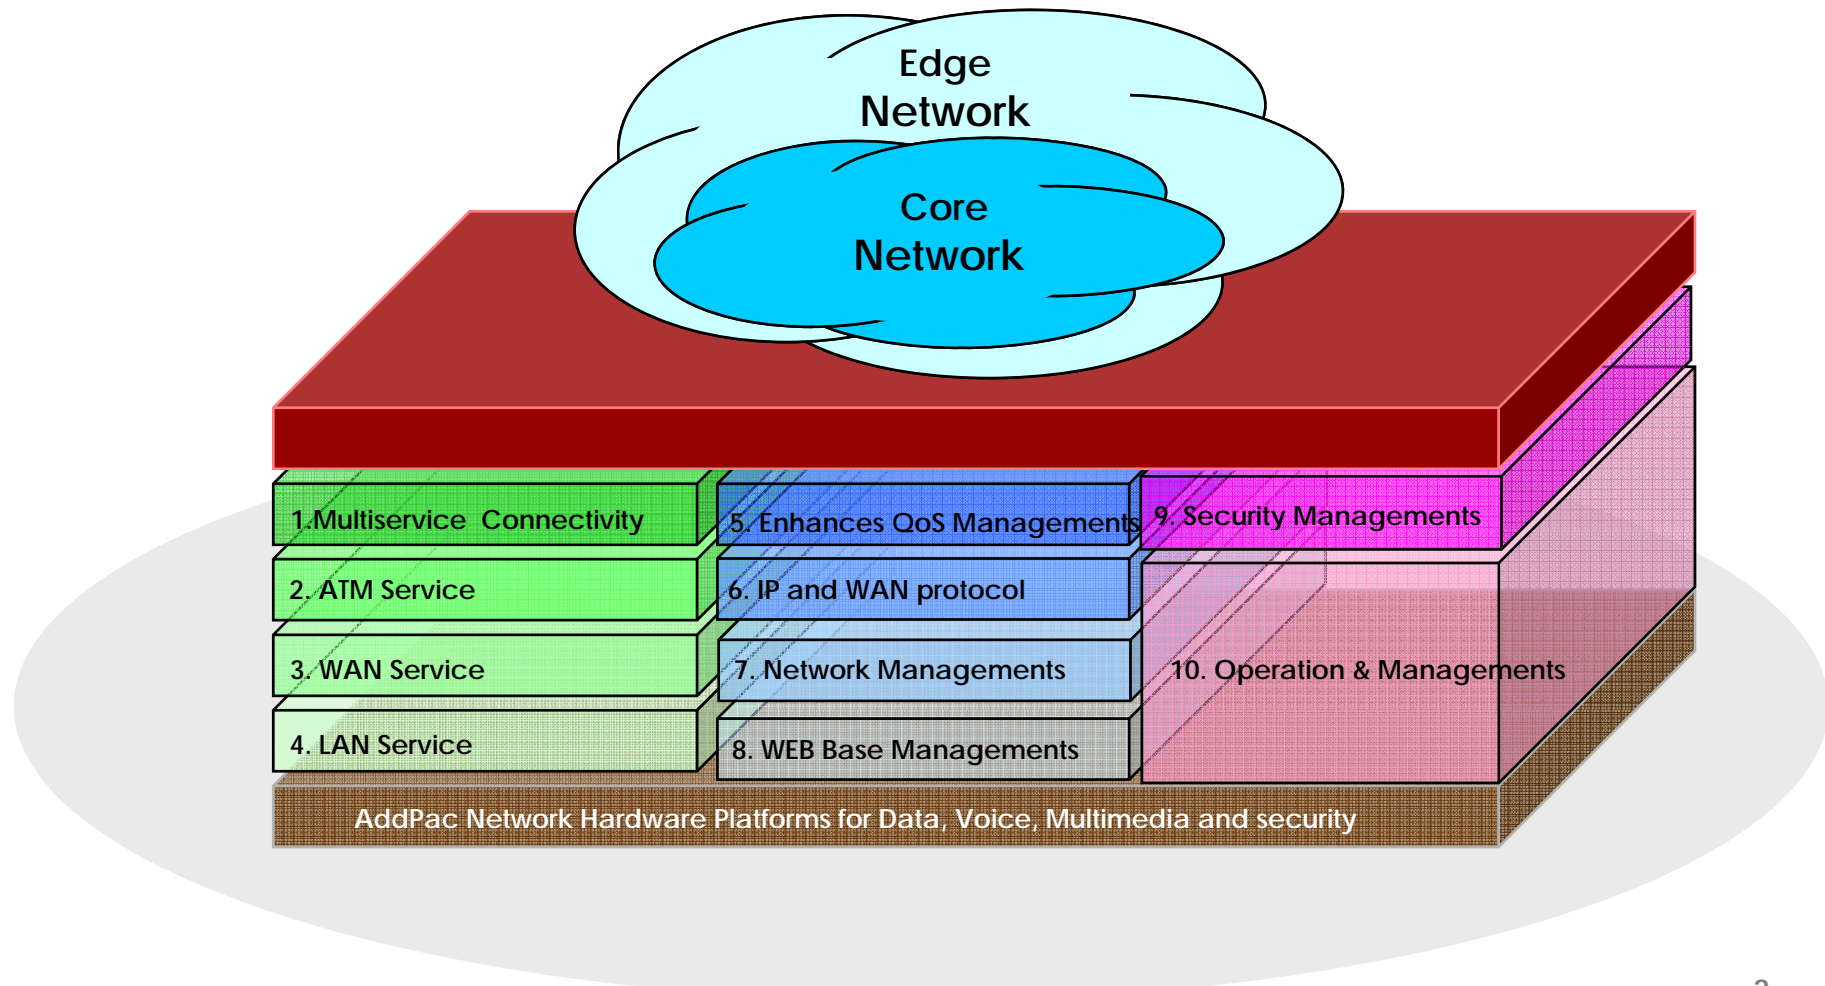 Edge
Network
Core
Network
1.Multiservice Connectivity
2. ATM Service
3. WAN Service
4. LAN Service
5. Enhances QoS Managements
6. IP and WAN protocol
7. Network Managements
8. WEB Base Managements
9. Security Managements
10. Operation & Managements
AddPac Network Hardware Platforms for Data, Voice, Multimedia and security